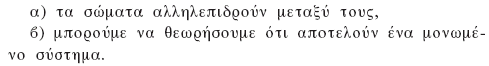 α) τα σώματα αλληλεπιδρούν μεταξύ τους,
β) μπορούμε να θεωρήσουμε ότι αποτελούν ένα μονωμέ-
νο σύστημα.